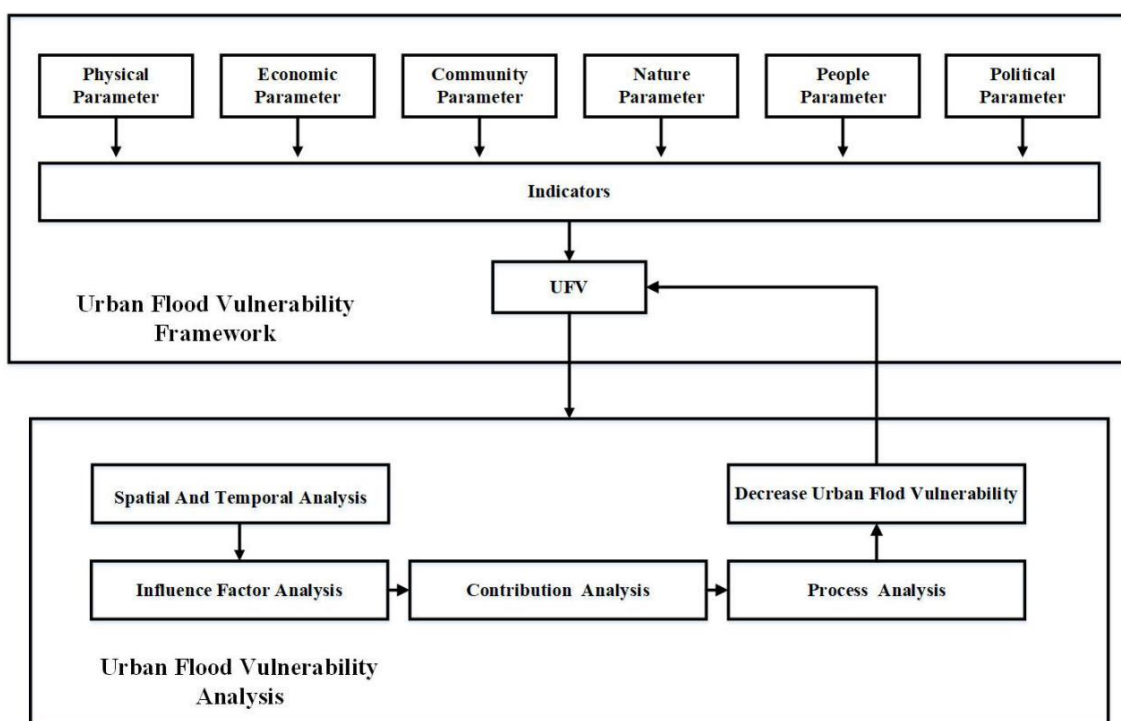 Physical
Parameter
Economic
Parameter
Community
Parameter
Nature
Parameter
People
Parameter
Political
Parameter
Indicators
UFV
Urban Flood Vulnerability
Framework
Spatial And Temporal Analysis
Decrease Urban Flod Vulnerability
Influence Factor Analysis
Contribution Analysis
Process Analysis
Urban Flood Vulnerability
Analysis